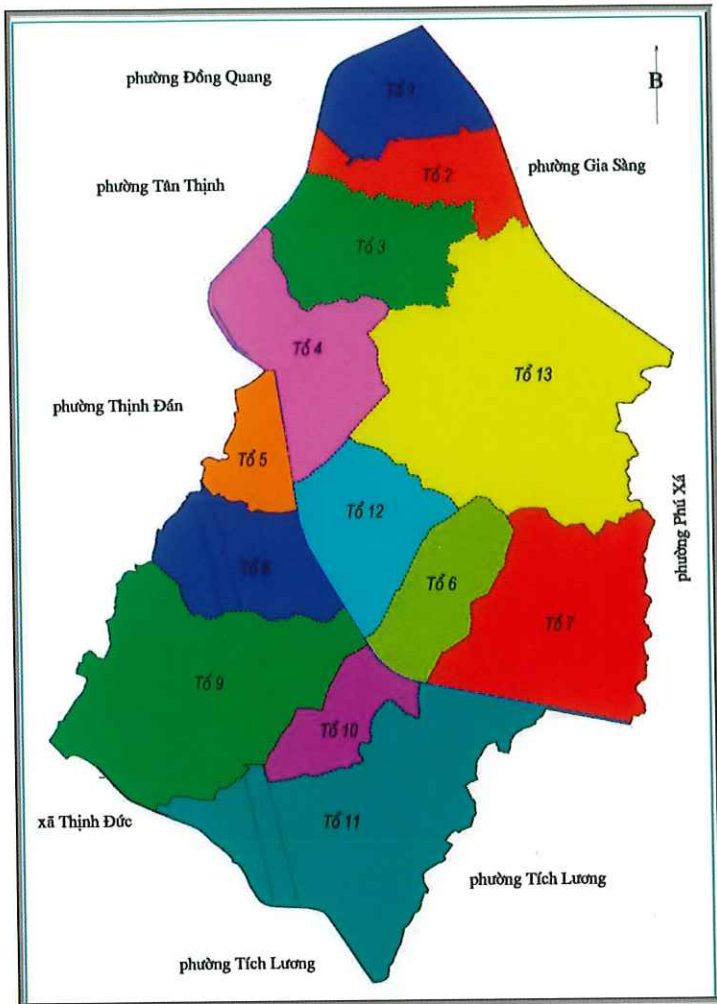 phường Đồng Quang
B
Tổ 1
phường Gia Sàng
Tổ 2
phường Tân Thịnh
Tổ 3
Tổ 4
Tổ 13
phường Thịnh Đán
Tổ 5
Tổ 12
phường Phú Xá
Tổ 8
Tổ 6
Tổ 7
Tổ 9
Tổ 10
xã Thịnh Đức
Tổ 11
phường Tích Lương
phường Tích Lương